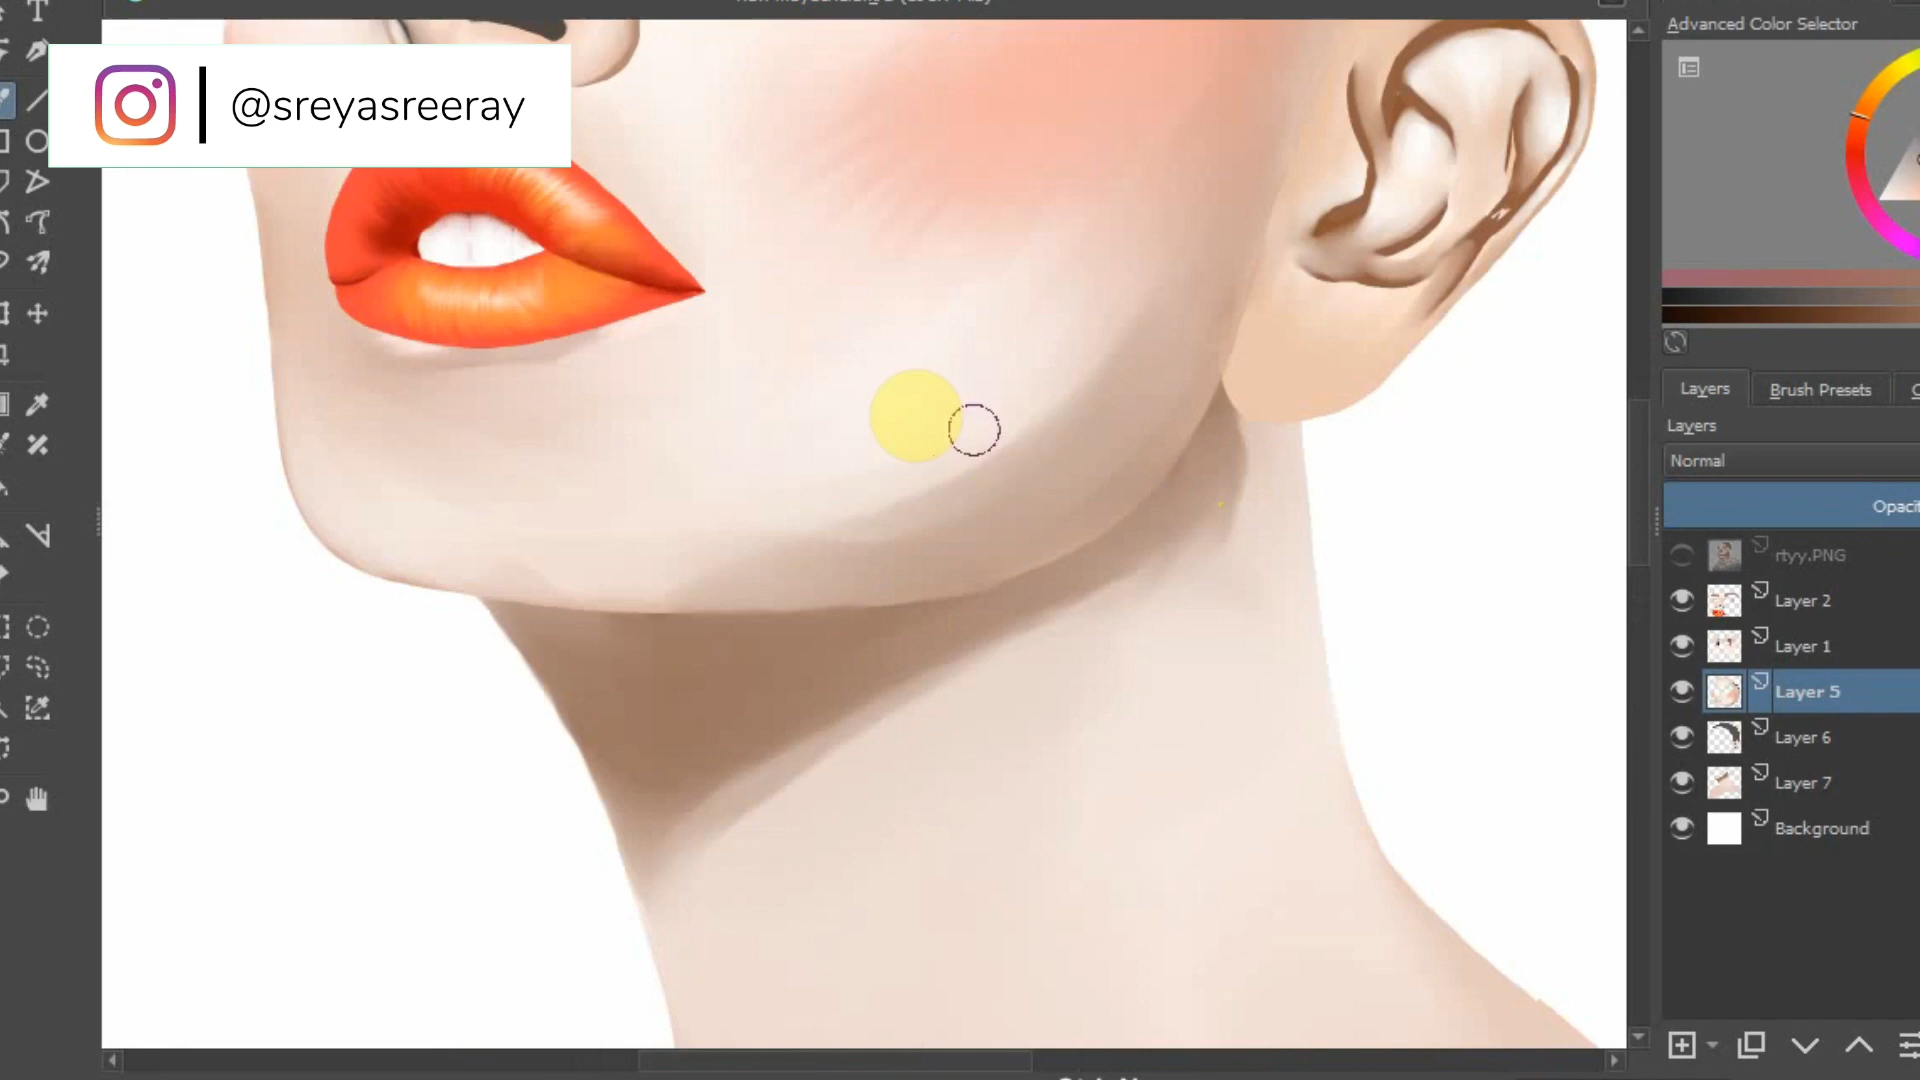 Advanced Color Selector
@sreyasreeray
Layers
Brush Presets
Layers
Normal
rtyy.PNG
Layer 2
Layer 1
Layer 5
Layer 6
Layer 7
Background